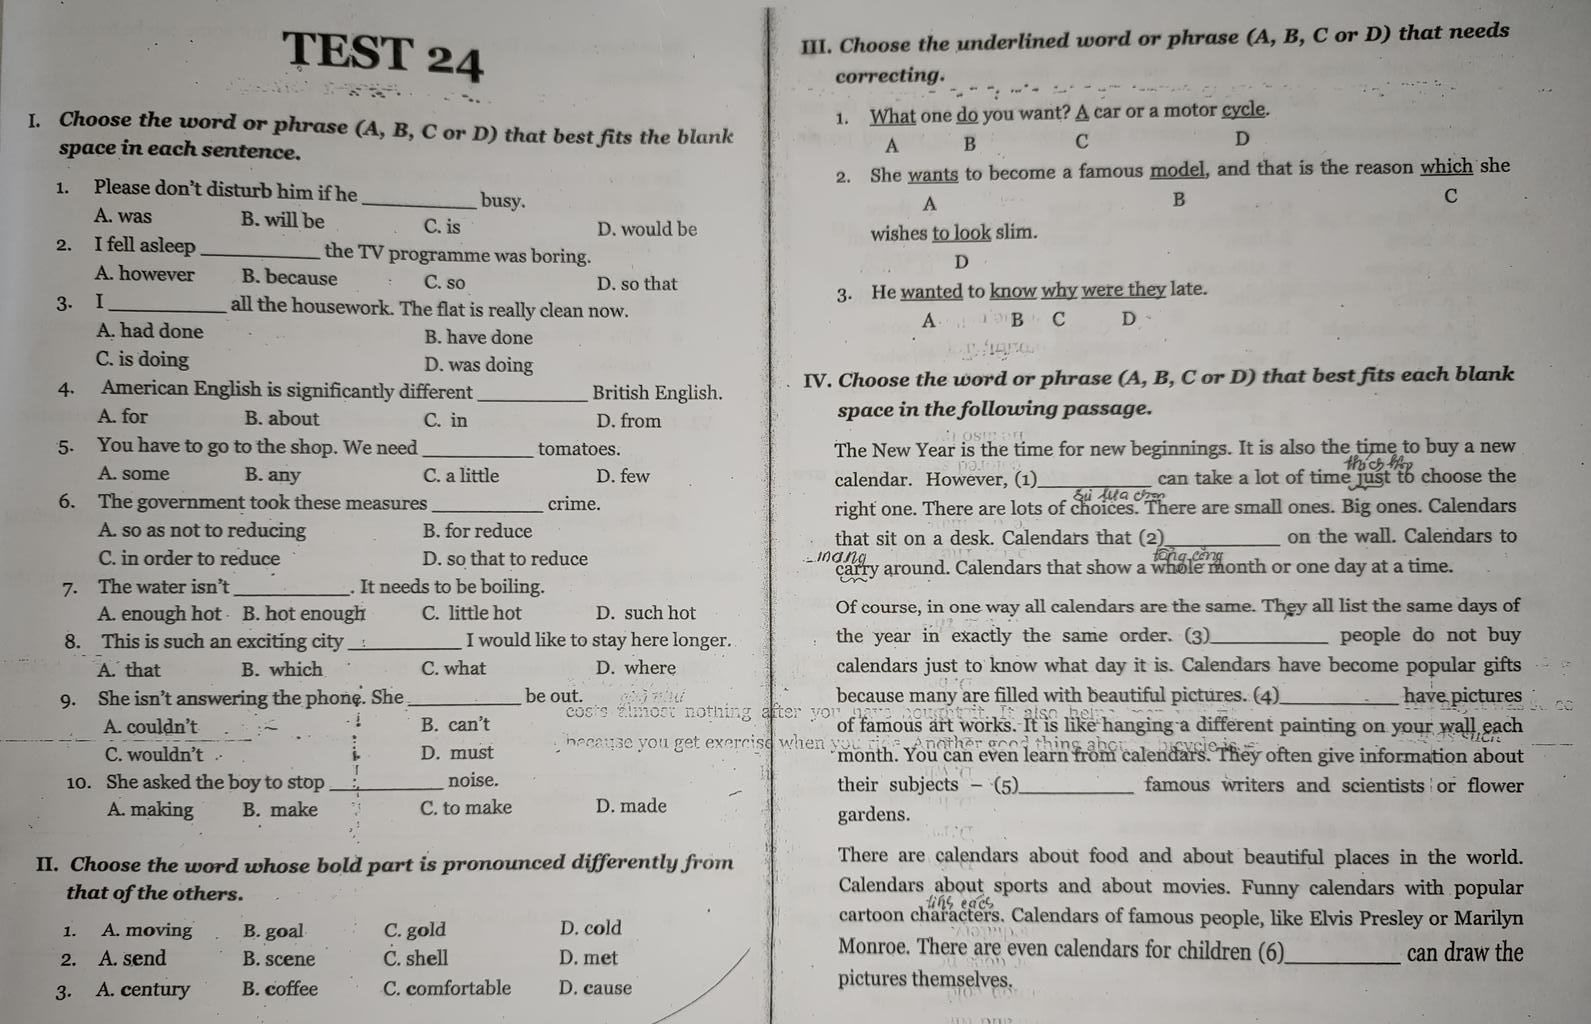 TEST 24
I. Choose the word or phrase (A, B, C or D) that best fits the blank
space in each sentence.
1. Please don't disturb him if he ____________ busy.
A. was B. will be C. is D. would be
2. I fell asleep ____________ the TV programme was boring.
A. however B. because C. so D. so that
3. I ____________ all the housework. The flat is really clean now.
A. had done B. have done
C. is doing D. was doing
4. American English is significantly different ____________ British English.
A. for B. about C. in D. from
5. You have to go to the shop. We need ____________ tomatoes.
A. some B. any C. a little D. few
6. The government took these measures ____________ crime.
A. so as not to reducing B. for reduce
C. in order to reduce D. so that to reduce
7. The water isn't ____________. It needs to be boiling.
A. enough hot B. hot enough C. little hot D. such hot
8. This is such an exciting city ____________ I would like to stay here longer.
A. that B. which C. what D. where
9. She isn't answering the phone. She ____________ be out.
A. couldn't B. can't
C. wouldn't D. must
10. She asked the boy to stop ____________ noise.
A. making B. make C. to make D. made
II. Choose the word whose bold part is pronounced differently from
that of the others.
1. A. moving B. goal C. gold D. cold
2. A. send B. scene C. shell D. met
3. A. century B. coffee C. comfortable D. cause
III. Choose the underlined word or phrase (A, B, C or D) that needs
correcting.
1. What one do you want? A car or a motor cycle.
A B C D
2. She wants to become a famous model, and that is the reason which she
A B C
wishes to look slim.
D
3. He wanted to know why were they late.
A B C D
IV. Choose the word or phrase (A, B, C or D) that best fits each blank
space in the following passage.
The New Year is the time for new beginnings. It is also the time to buy a new
calendar. However, (1)____________ can take a lot of time just to choose the
right one. There are lots of choices. There are small ones. Big ones. Calendars
that sit on a desk. Calendars that (2)____________ on the wall. Calendars to
mang
carry around. Calendars that show a whole month or one day at a time.
Of course, in one way all calendars are the same. They all list the same days of
the year in exactly the same order. (3)____________ people do not buy
calendars just to know what day it is. Calendars have become popular gifts
because many are filled with beautiful pictures. (4)____________ have pictures
of famous art works. It is like hanging a different painting on your wall each
month. You can even learn from calendars. They often give information about
their subjects – (5)____________ famous writers and scientists or flower
gardens.
There are calendars about food and about beautiful places in the world.
Calendars about sports and about movies. Funny calendars with popular
cartoon characters. Calendars of famous people, like Elvis Presley or Marilyn
Monroe. There are even calendars for children (6)____________ can draw the
pictures themselves.